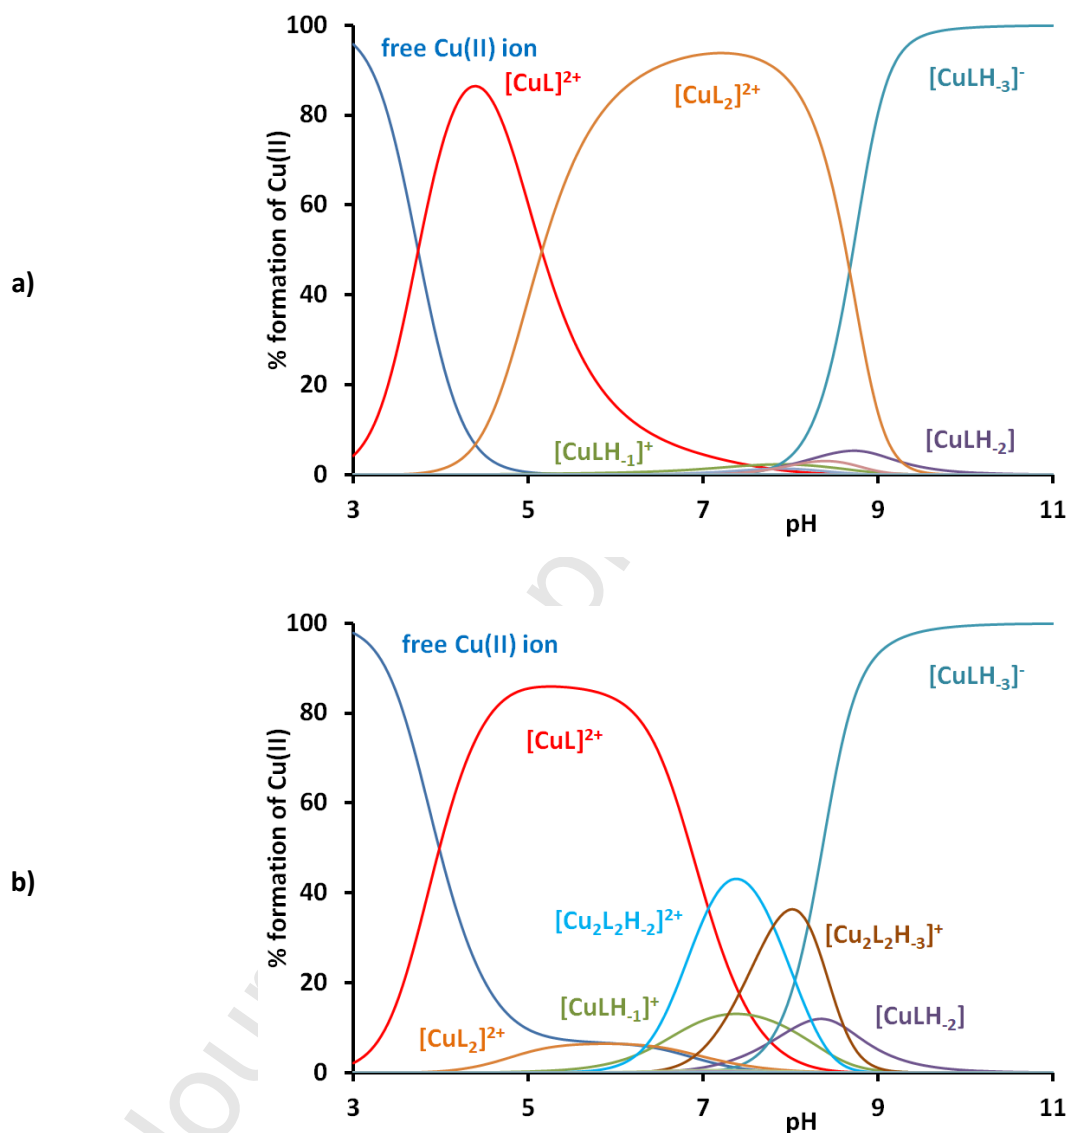 a)
% formation of Cu(II)
100
80
60
40
20
0
free Cu(II) ion
[CuL]²⁺
[CuL₂]²⁺
[CuLH₋₃]⁻
[CuLH₋₁]⁺
[CuLH₋₂]
3 5 7 9 11
pH
b)
% formation of Cu(II)
100
80
60
40
20
0
free Cu(II) ion
[CuLH₋₃]⁻
[CuL]²⁺
[Cu₂L₂H₋₂]²⁺
[Cu₂L₂H₋₃]⁺
[CuLH₋₁]⁺
[CuLH₋₂]
[CuL₂]²⁺
3 5 7 9 11
pH